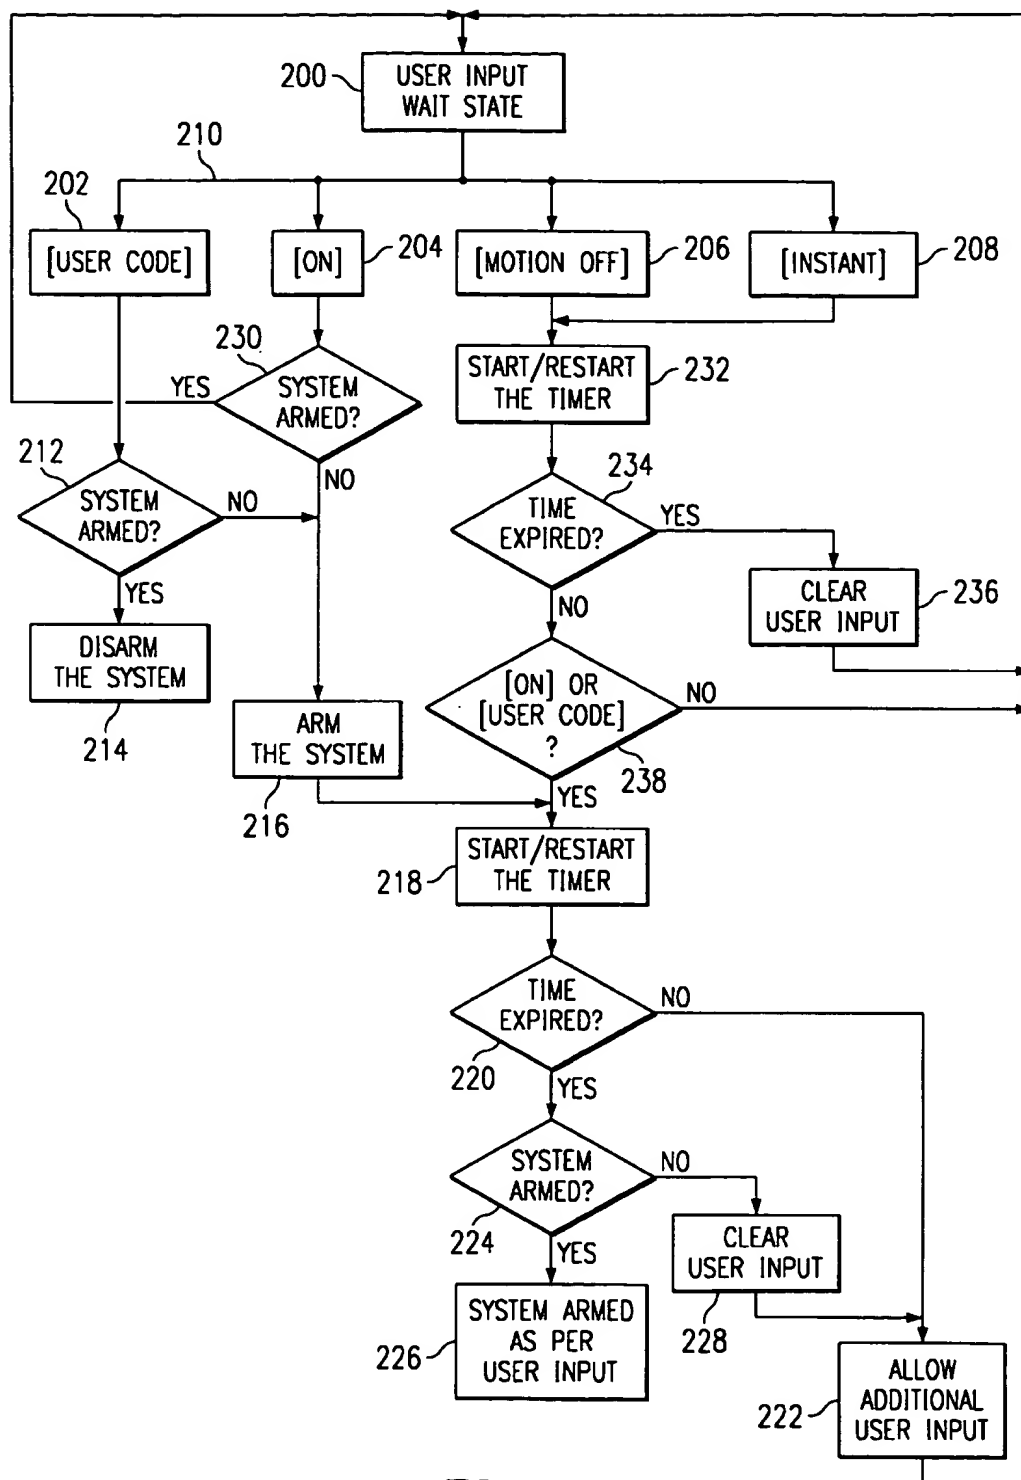 200
USER INPUT
WAIT STATE
210
202
[USER CODE]
[ON]
204
[MOTION OFF]
206
[INSTANT]
208
230
YES
SYSTEM
ARMED?
NO
START/RESTART
THE TIMER
232
212
SYSTEM
ARMED?
NO
YES
234
TIME
EXPIRED?
YES
NO
CLEAR
USER INPUT
236
DISARM
THE SYSTEM
214
ARM
THE SYSTEM
216
[ON] OR
[USER CODE]
?
NO
238
YES
START/RESTART
THE TIMER
218
TIME
EXPIRED?
NO
220
YES
SYSTEM
ARMED?
NO
224
YES
CLEAR
USER INPUT
228
SYSTEM ARMED
AS PER
USER INPUT
226
ALLOW
ADDITIONAL
USER INPUT
222